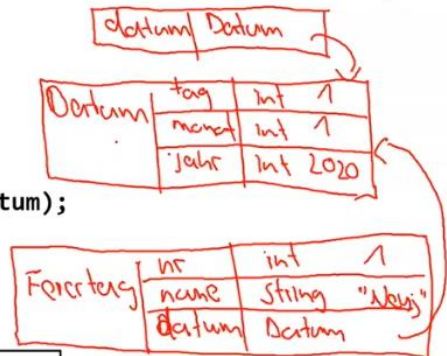 datum Datum
Datum tag int 1
monat int 1
jahr int 2020
tum);
Feiertag nr int 1
name String "Neuj"
datum Datum